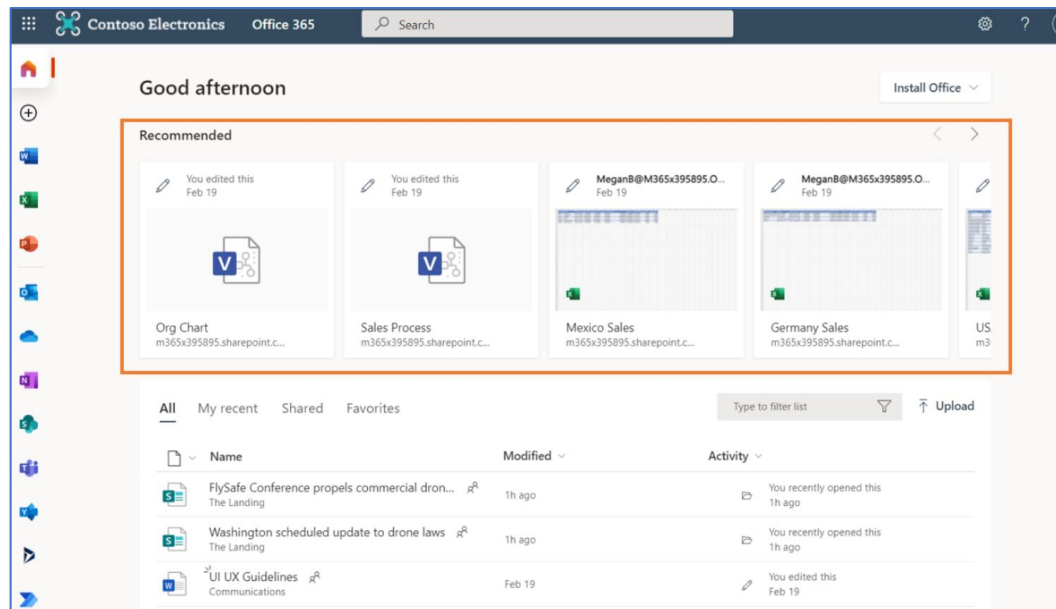 Contoso Electronics Office 365 Search ?
Good afternoon
Install Office
Recommended
You edited this
Feb 19
You edited this
Feb 19
MeganB@M365x395895.O...
Feb 19
MeganB@M365x395895.O...
Feb 19
Org Chart
m365x395895.sharepoint.c...
Sales Process
m365x395895.sharepoint.c...
Mexico Sales
m365x395895.sharepoint.c...
Germany Sales
m365x395895.sharepoint.c...
US
m3
All My recent Shared Favorites
Type to filter list
Upload
Name Modified Activity
FlySafe Conference propels commercial dron...
The Landing
1h ago
You recently opened this
1h ago
Washington scheduled update to drone laws
The Landing
1h ago
You recently opened this
1h ago
UI UX Guidelines
Communications
Feb 19
You edited this
Feb 19